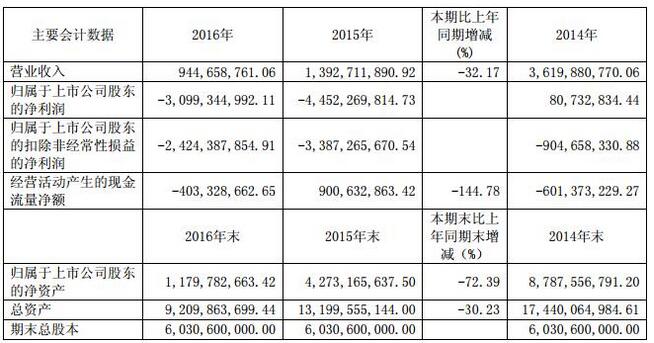 主要会计数据 2016年 2015年 本期比上年同期增减(%) 2014年
营业收入 944,658,761.06 1,392,711,890.92 -32.17 3,619,880,770.06
归属于上市公司股东的净利润 -3,099,344,992.11 -4,452,269,814.73 80,732,834.44
归属于上市公司股东的扣除非经常性损益的净利润 -2,424,387,854.91 -3,387,265,670.54 -904,658,330.88
经营活动产生的现金流量净额 -403,328,662.65 900,632,863.42 -144.78 -601,373,229.27
2016年末 2015年末 本期末比上年同期末增减（%） 2014年末
归属于上市公司股东的净资产 1,179,782,663.42 4,273,165,637.50 -72.39 8,787,556,791.20
总资产 9,209,863,699.44 13,199,555,144.00 -30.23 17,440,064,984.61
期末总股本 6,030,600,000.00 6,030,600,000.00 6,030,600,000.00